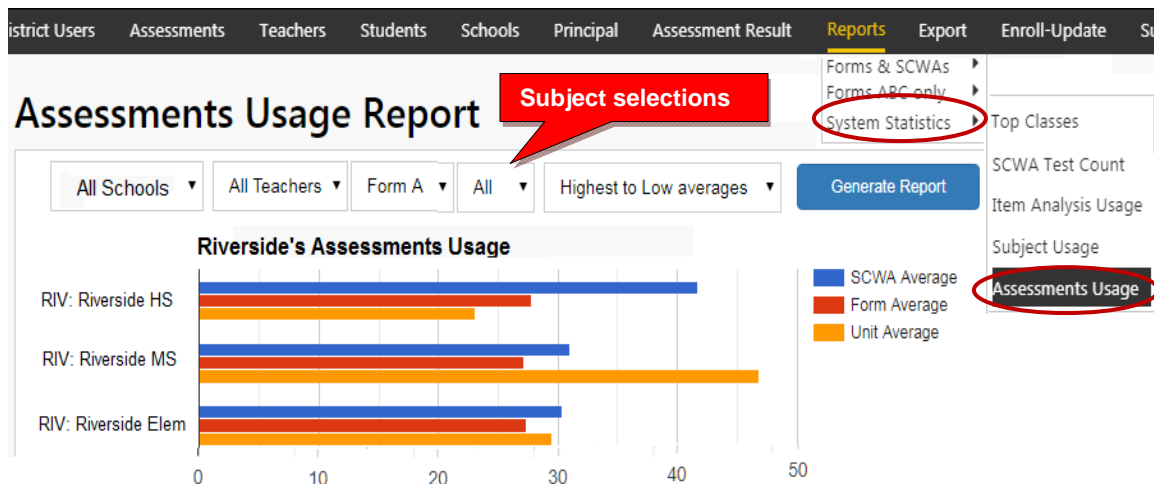 istrict Users Assessments Teachers Students Schools Principal Assessment Result Reports Export Enroll-Update Su
Forms & SCWAs
Forms ABC only
System Statistics
Top Classes
SCWA Test Count
Item Analysis Usage
Subject Usage
Assessments Usage
Subject selections
Assessments Usage Report
All Schools All Teachers Form A All Highest to Low averages Generate Report
Riverside's Assessments Usage
SCWA Average
Form Average
Unit Average
RIV: Riverside HS
RIV: Riverside MS
RIV: Riverside Elem
0 10 20 30 40 50